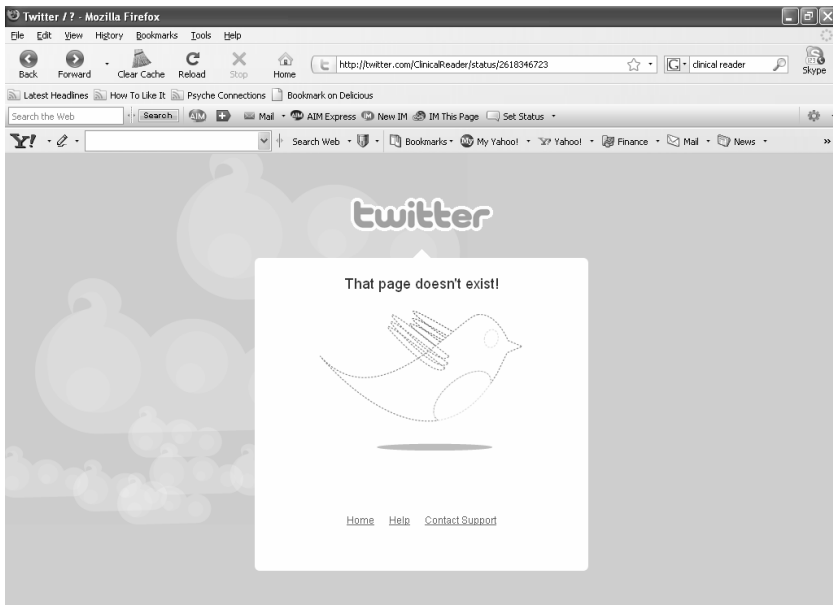 Twitter / ? - Mozilla Firefox
File Edit View History Bookmarks Tools Help
Back Forward Clear Cache Reload Stop Home http://twitter.com/ClinicalReader/status/2618346723 G clinical reader Skype
Latest Headlines How To Like It Psyche Connections Bookmark on Delicious
Search the Web Search AIM Mail AIM Express New IM IM This Page Set Status
Y! Search Web Bookmarks My Yahoo! Yahoo! Finance Mail News »
twitter
That page doesn't exist!
Home Help Contact Support